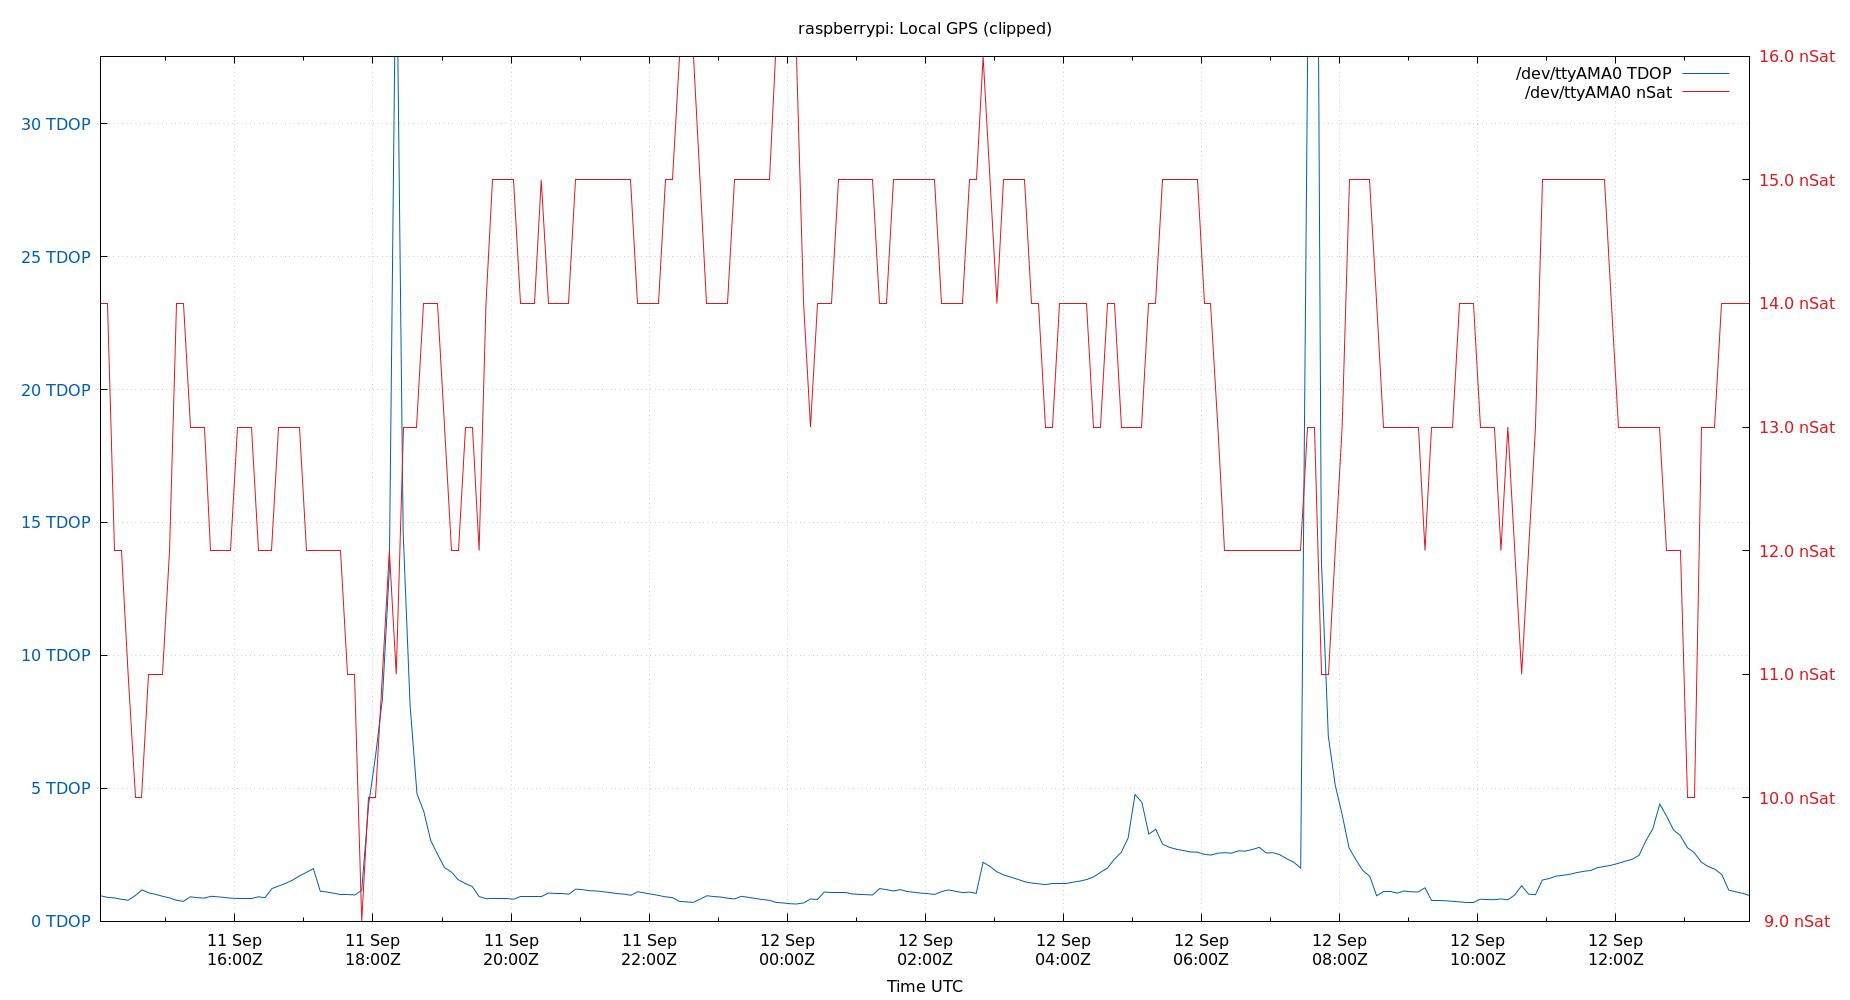 raspberrypi: Local GPS (clipped)
/dev/ttyAMA0 TDOP
/dev/ttyAMA0 nSat
30 TDOP
25 TDOP
20 TDOP
15 TDOP
10 TDOP
5 TDOP
0 TDOP
16.0 nSat
15.0 nSat
14.0 nSat
13.0 nSat
12.0 nSat
11.0 nSat
10.0 nSat
9.0 nSat
11 Sep
16:00Z
11 Sep
18:00Z
11 Sep
20:00Z
11 Sep
22:00Z
12 Sep
00:00Z
12 Sep
02:00Z
12 Sep
04:00Z
12 Sep
06:00Z
12 Sep
08:00Z
12 Sep
10:00Z
12 Sep
12:00Z
Time UTC